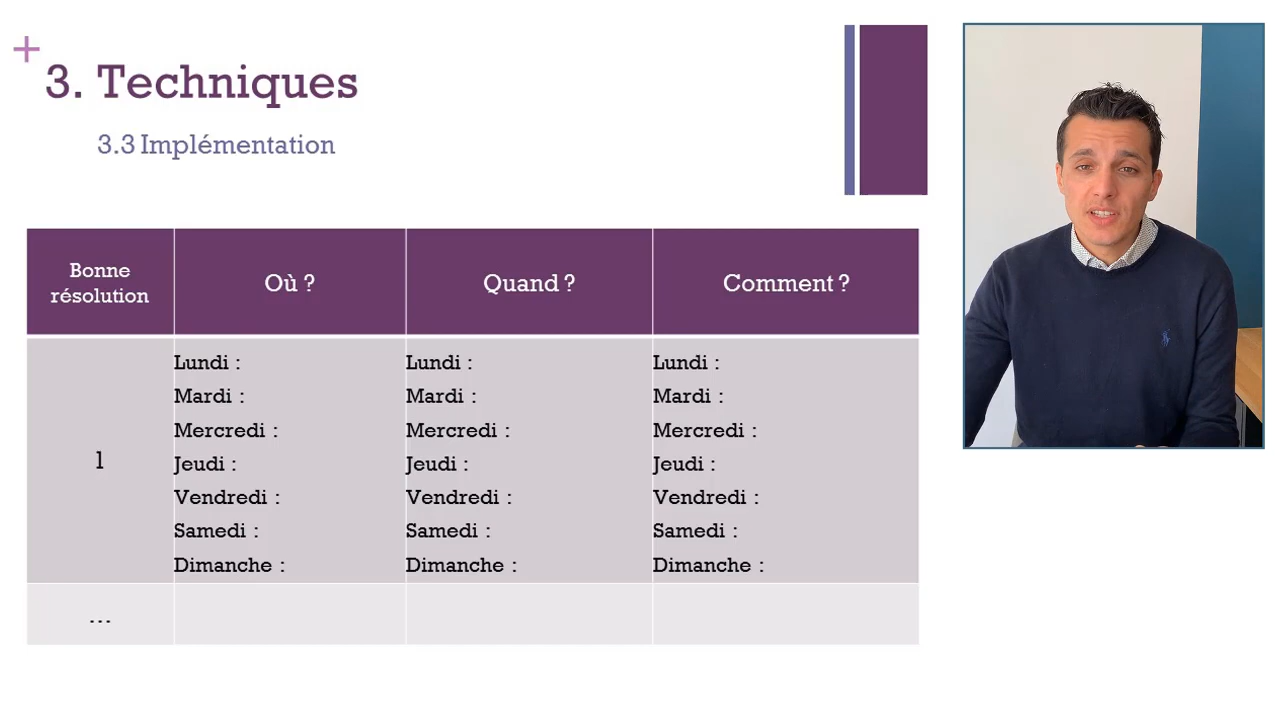 +
3. Techniques
3.3 Implémentation
Bonne
résolution
Où ?
Quand ?
Comment ?
1
Lundi :
Mardi :
Mercredi :
Jeudi :
Vendredi :
Samedi :
Dimanche :
Lundi :
Mardi :
Mercredi :
Jeudi :
Vendredi :
Samedi :
Dimanche :
Lundi :
Mardi :
Mercredi :
Jeudi :
Vendredi :
Samedi :
Dimanche :
...